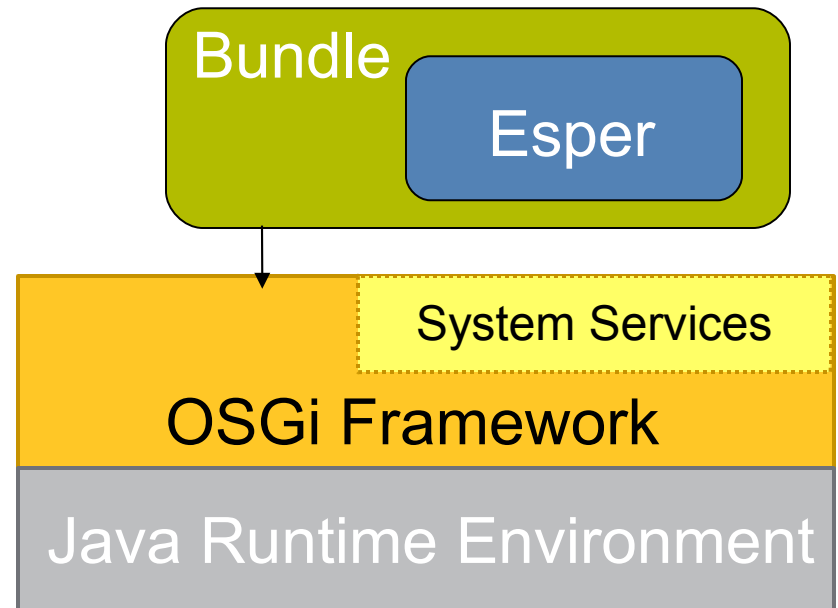 Bundle
Esper
System Services
OSGi Framework
Java Runtime Environment